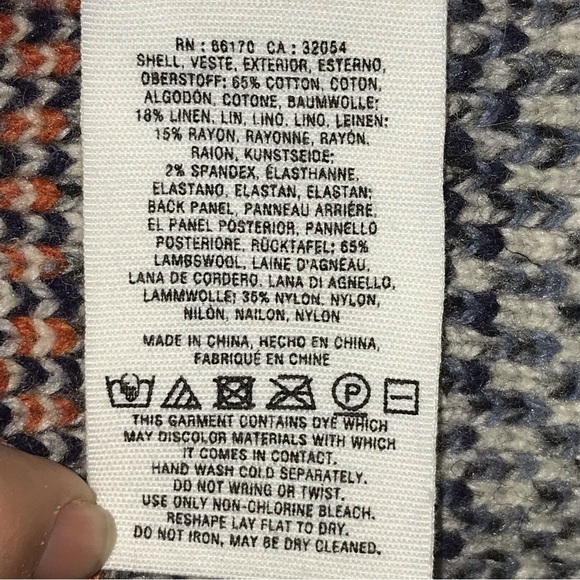 RN : 66170 CA : 32054
SHELL, VESTE, EXTERIOR, ESTERNO,
OBERSTOFF: 65% COTTON, COTON,
ALGODÓN, COTONE, BAUMWOLLE;
18% LINEN, LIN, LINO, LINO, LEINEN;
15% RAYON, RAYONNE, RAYÓN,
RAION, KUNSTSEIDE;
2% SPANDEX, ÉLASTHANNE,
ELASTANO, ELASTAN, ELASTAN;
BACK PANEL, PANNEAU ARRIÉRE,
EL PANEL POSTERIOR, PANNELLO
POSTERIORE, RÜCKTAFEL: 65%
LAMBSWOOL, LAINE D'AGNEAU,
LANA DE CORDERO, LANA DI AGNELLO,
LAMMWOLLE; 35% NYLON, NYLON,
NILÓN, NAILON, NYLON
MADE IN CHINA, HECHO EN CHINA,
FABRIQUÉ EN CHINE
P
THIS GARMENT CONTAINS DYE WHICH
MAY DISCOLOR MATERIALS WITH WHICH
IT COMES IN CONTACT.
HAND WASH COLD SEPARATELY.
DO NOT WRING OR TWIST.
USE ONLY NON-CHLORINE BLEACH.
RESHAPE LAY FLAT TO DRY.
DO NOT IRON, MAY BE DRY CLEANED.